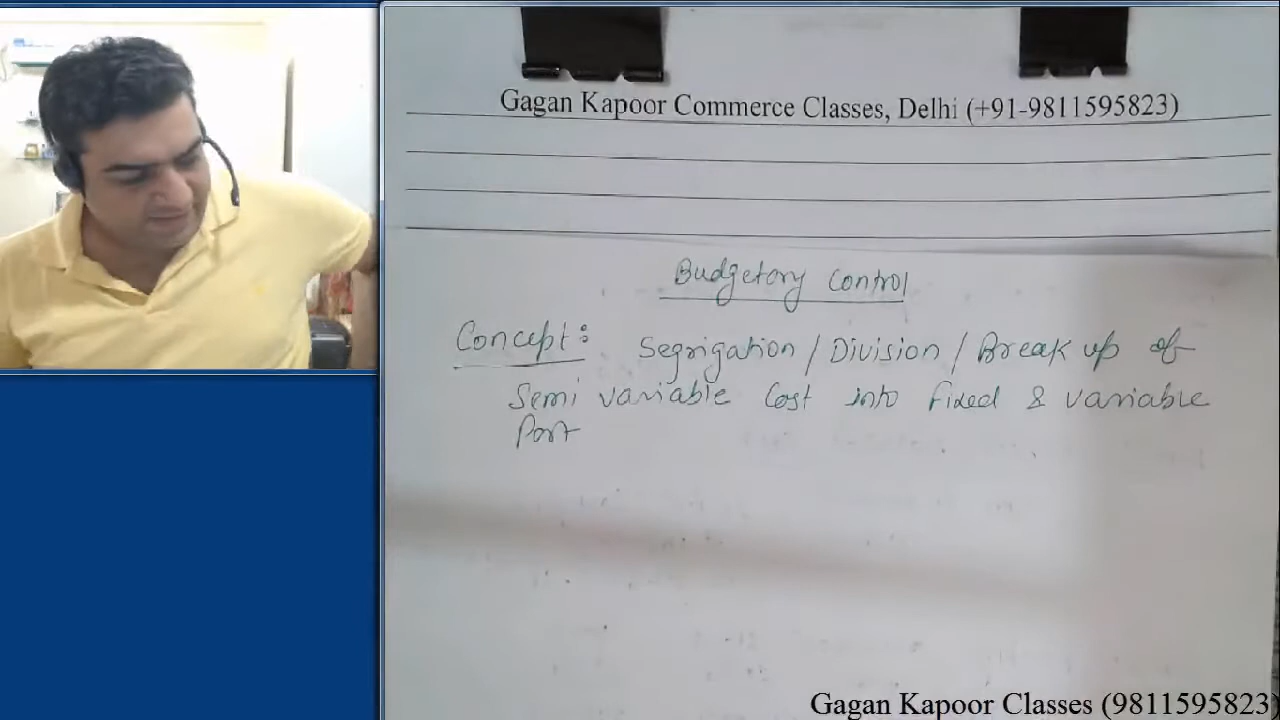 Gagan Kapoor Commerce Classes, Delhi (+91-9811595823)
Budgetory Control
Concept: Segrigation / Division / Break up of
Semi variable Cost into fixed & variable
Part
Gagan Kapoor Classes (9811595823)